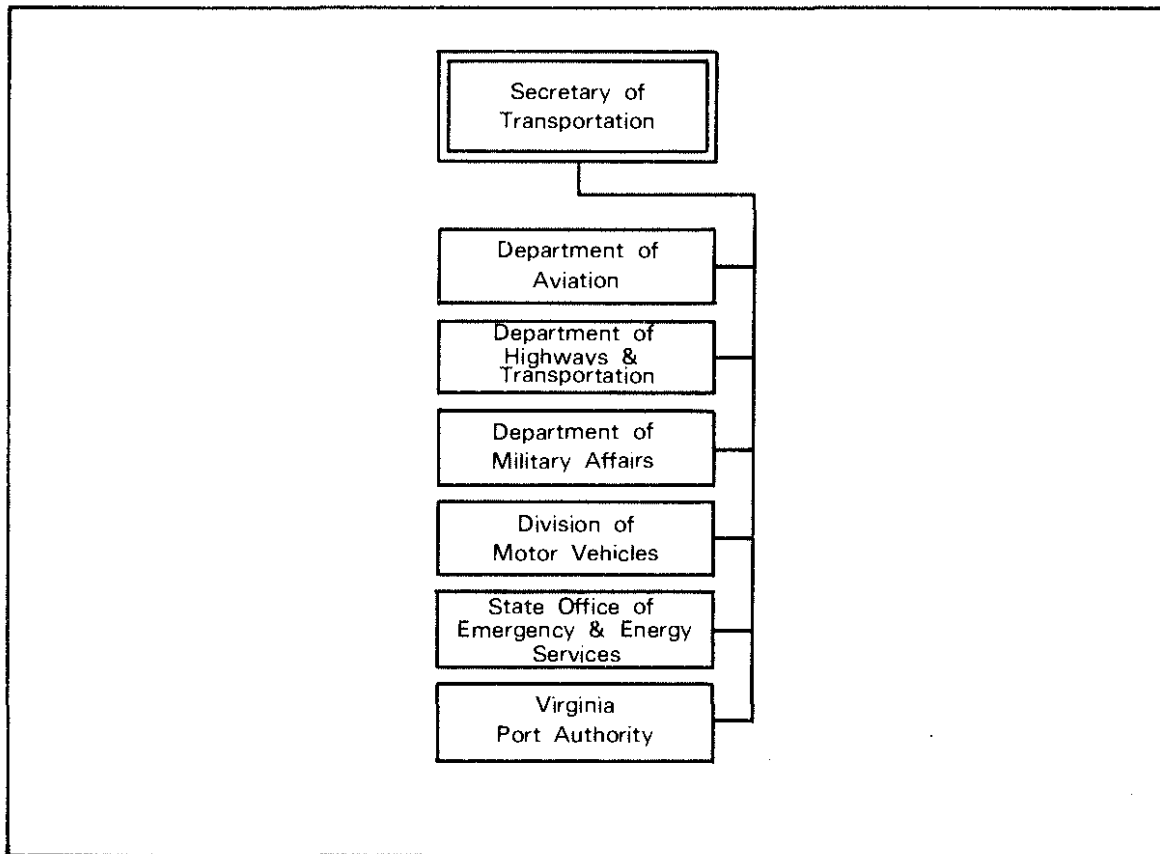 Secretary of
Transportation
Department of
Aviation
Department of
Highways &
Transportation
Department of
Military Affairs
Division of
Motor Vehicles
State Office of
Emergency & Energy
Services
Virginia
Port Authority